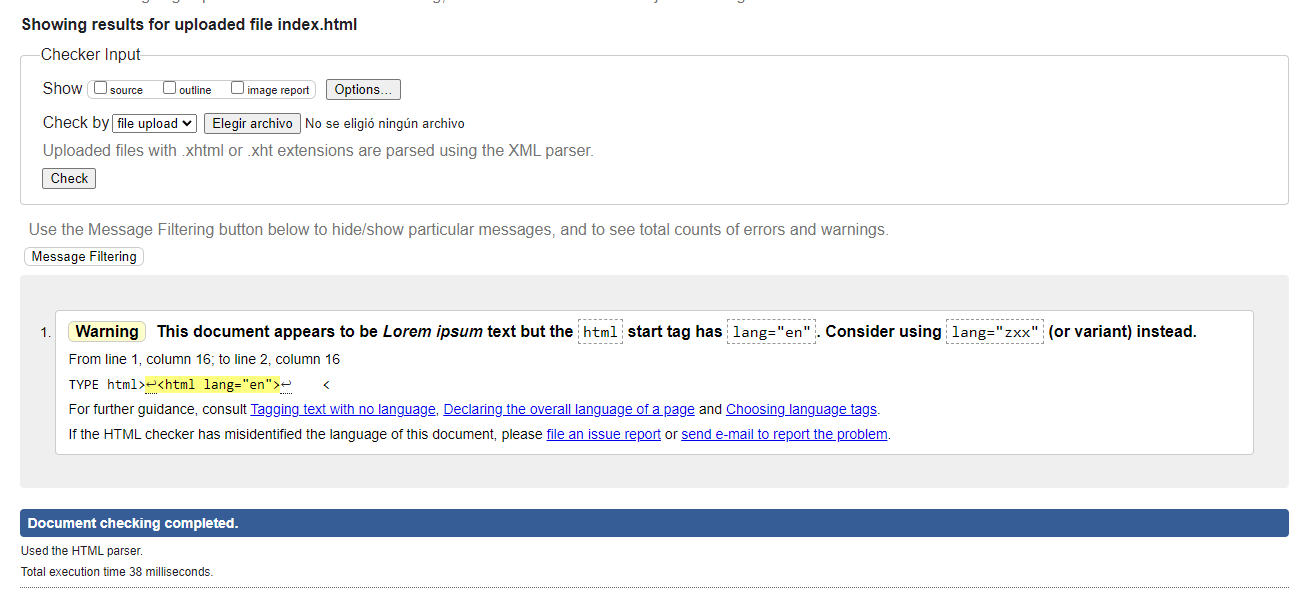 Showing results for uploaded file index.html
Checker Input
Show source outline image report Options...
Check by file upload Elegir archivo No se eligió ningún archivo
Uploaded files with .xhtml or .xht extensions are parsed using the XML parser.
Check
Use the Message Filtering button below to hide/show particular messages, and to see total counts of errors and warnings.
Message Filtering
1. Warning This document appears to be Lorem ipsum text but the html start tag has lang="en". Consider using lang="zxx" (or variant) instead.
From line 1, column 16; to line 2, column 16
TYPE html>↩<html lang="en">↩ <
For further guidance, consult Tagging text with no language, Declaring the overall language of a page and Choosing language tags.
If the HTML checker has misidentified the language of this document, please file an issue report or send e-mail to report the problem.
Document checking completed.
Used the HTML parser.
Total execution time 38 milliseconds.